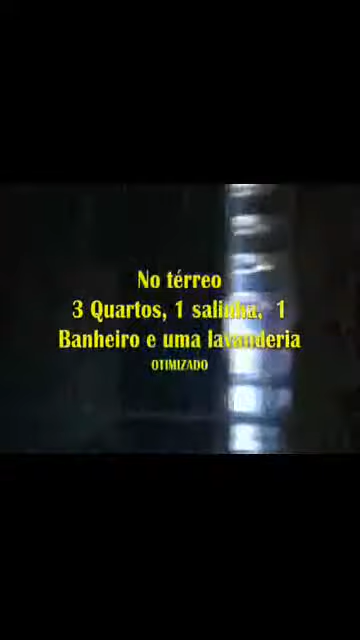 No térreo
3 Quartos, 1 salinha, 1
Banheiro e uma lavanderia
OTIMIZADO